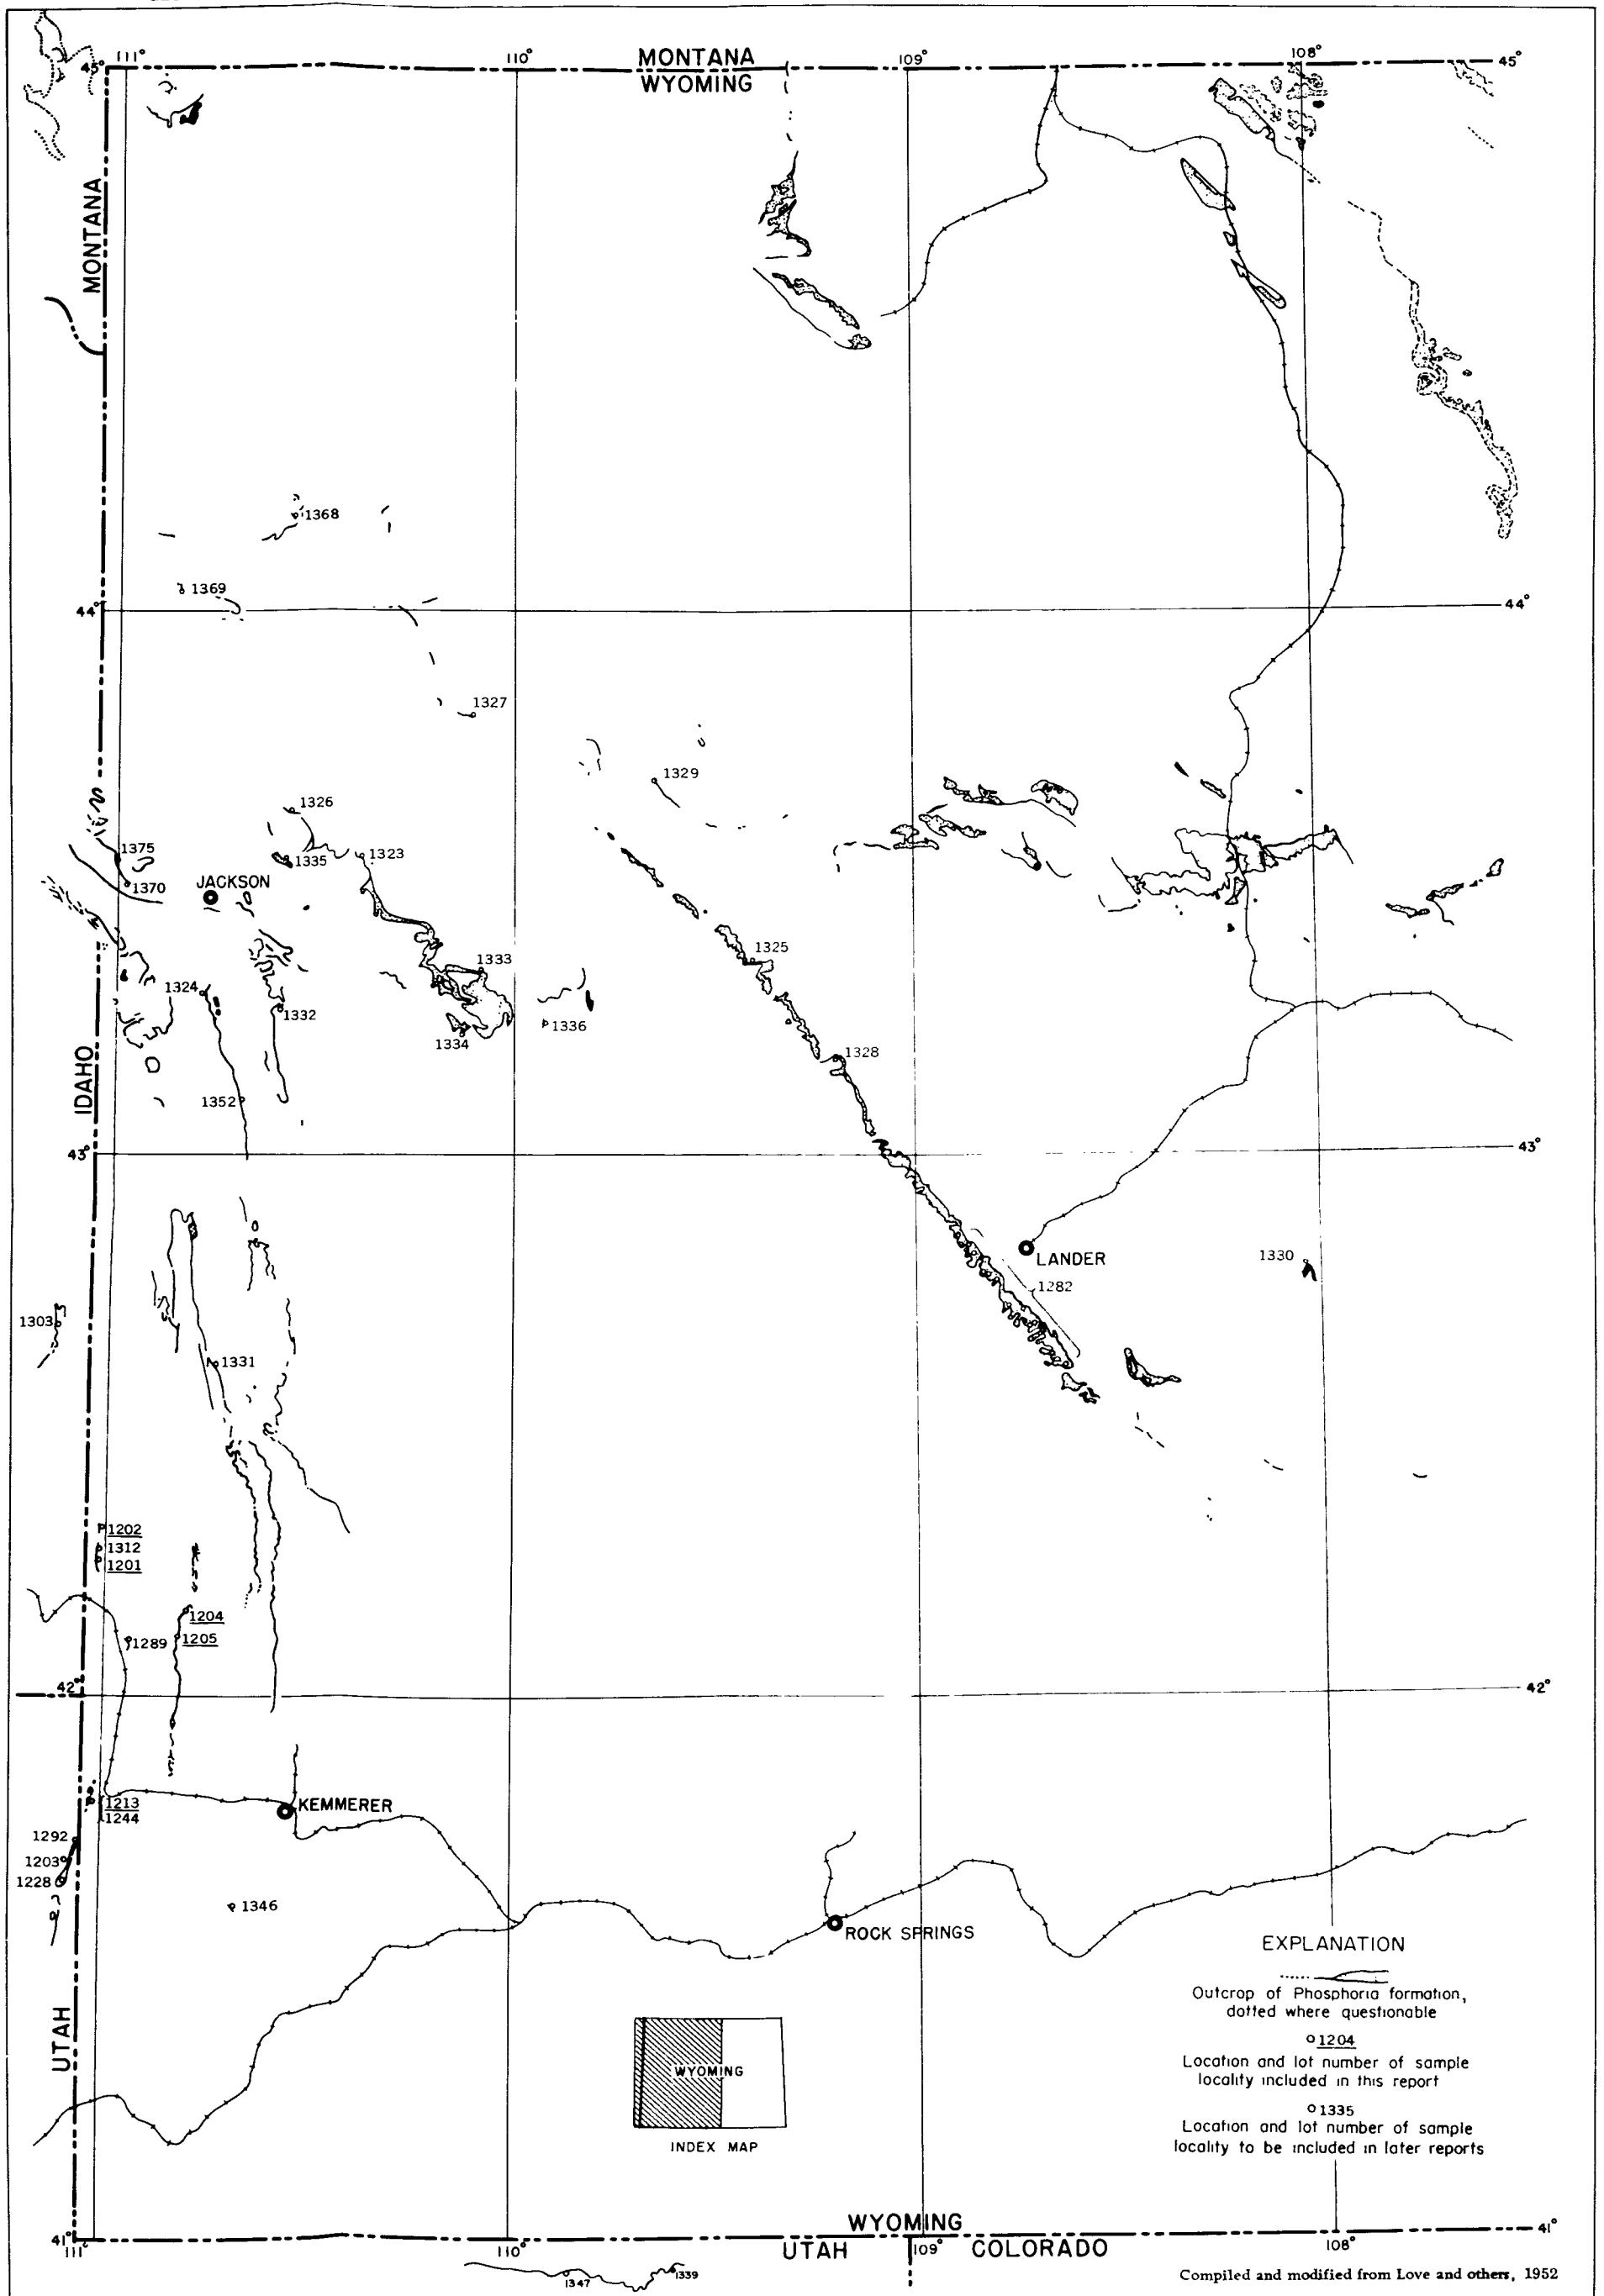 111°
110°
MONTANA
109°
108°
45°
WYOMING
45°
MONTANA
1368
1369
44°
44°
1327
1329
1326
1375
1335
1323
1370
JACKSON
1325
1333
1324
1332
1336
1334
1328
IDAHO
1352
43°
43°
LANDER
1330
1282
1303
1331
1202
1312
1201
1204
1205
1289
42°
42°
1213
1244
KEMMERER
1292
1203
1228
1346
ROCK SPRINGS
EXPLANATION
Outcrop of Phosphoria formation,
dotted where questionable
1204
Location and lot number of sample
locality included in this report
1335
Location and lot number of sample
locality to be included in later reports
UTAH
WYOMING
INDEX MAP
WYOMING
41°
41°
111°
110°
UTAH
109°
COLORADO
108°
1347
1339
Compiled and modified from Love and others, 1952